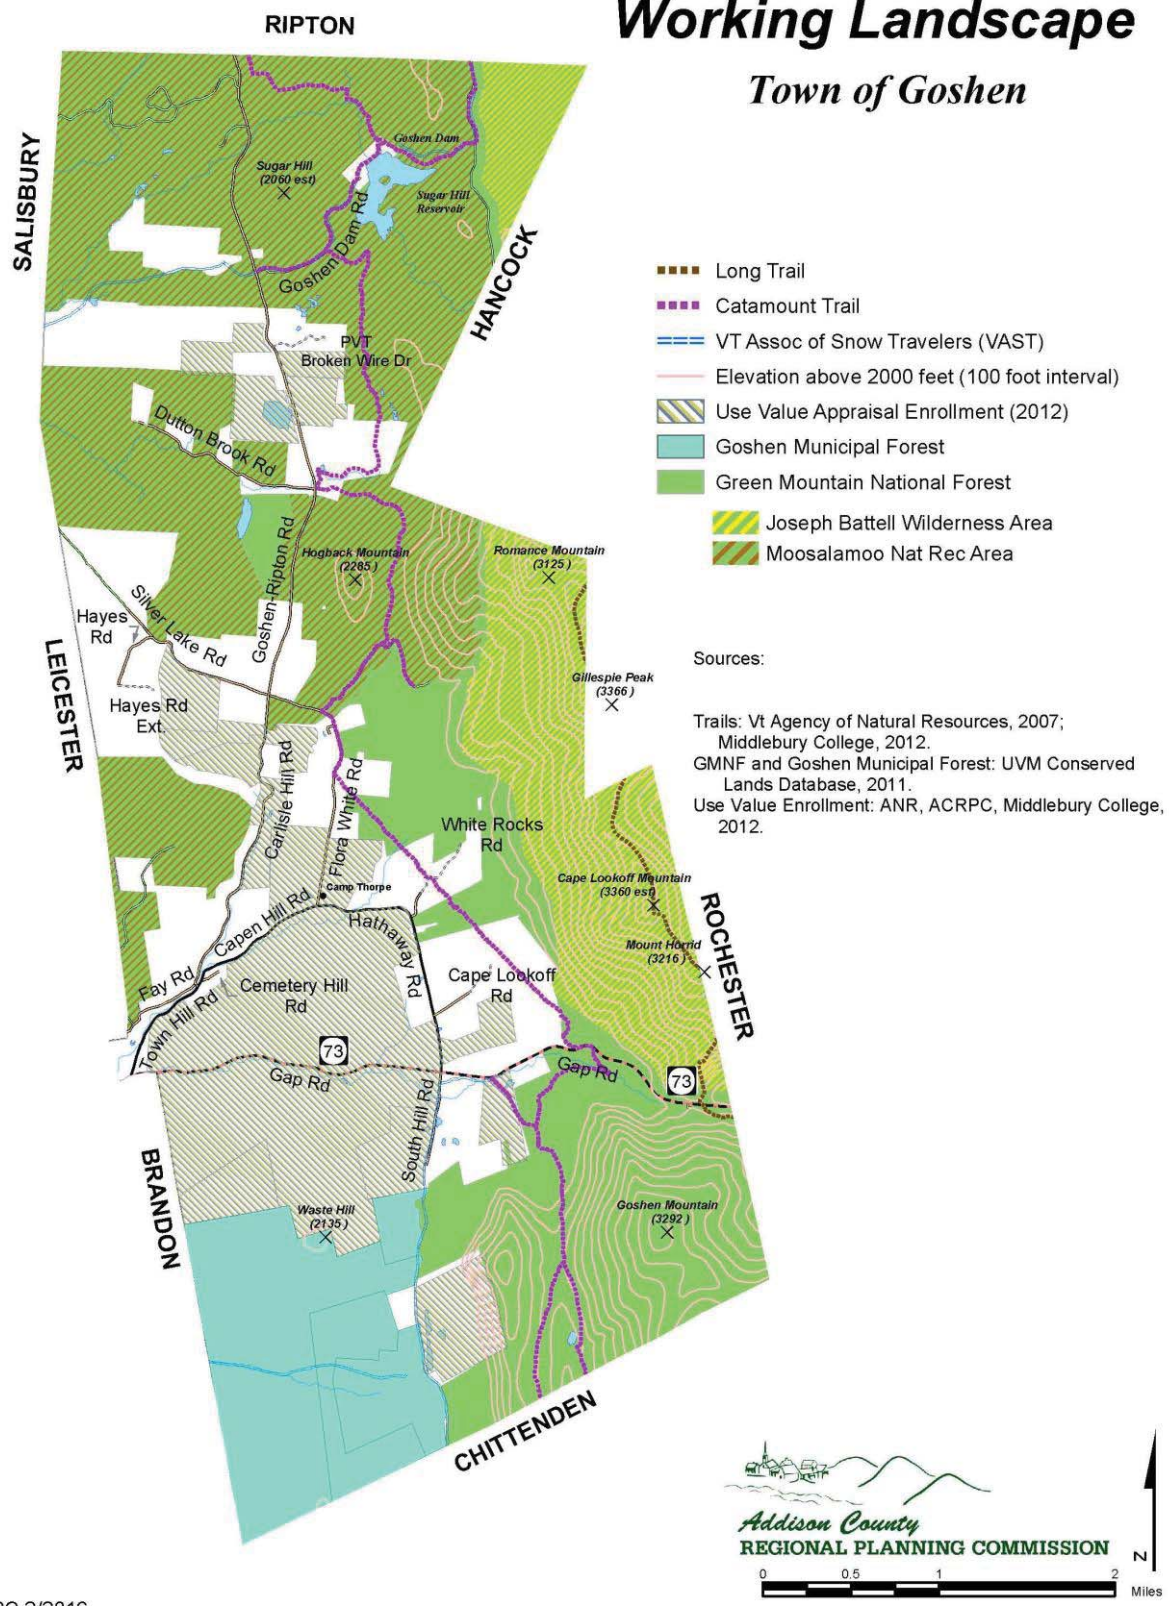 Working Landscape
Town of Goshen
RIPTON
SALISBURY
HANCOCK
LEICESTER
ROCHESTER
BRANDON
CHITTENDEN
Goshen Dam
Sugar Hill
(2060 est)
Sugar Hill
Reservoir
Goshen Dam Rd
PVT
Broken Wire Dr
Dutton Brook Rd
Goshen-Ripton Rd
Hogback Mountain
(2285 )
Romance Mountain
(3125 )
Hayes
Rd
Silver Lake Rd
Hayes Rd
Ext.
Gillespie Peak
(3366 )
Carlisle Hill Rd
Flora White Rd
White Rocks
Rd
Camp Thorpe
Cape Lookoff Mountain
(3360 est)
Capen Hill Rd
Hathaway Rd
Mount Horrid
(3216 )
Fay Rd
Town Hill Rd
Cemetery Hill
Rd
Cape Lookoff
Rd
73
Gap Rd
Gap Rd
73
South Hill Rd
Waste Hill
(2135 )
Goshen Mountain
(3292 )
Long Trail
Catamount Trail
VT Assoc of Snow Travelers (VAST)
Elevation above 2000 feet (100 foot interval)
Use Value Appraisal Enrollment (2012)
Goshen Municipal Forest
Green Mountain National Forest
Joseph Battell Wilderness Area
Moosalamoo Nat Rec Area
Sources:
Trails: Vt Agency of Natural Resources, 2007;
Middlebury College, 2012.
GMNF and Goshen Municipal Forest: UVM Conserved
Lands Database, 2011.
Use Value Enrollment: ANR, ACRPC, Middlebury College,
2012.
Addison County
REGIONAL PLANNING COMMISSION
N
0 0.5 1 2
Miles